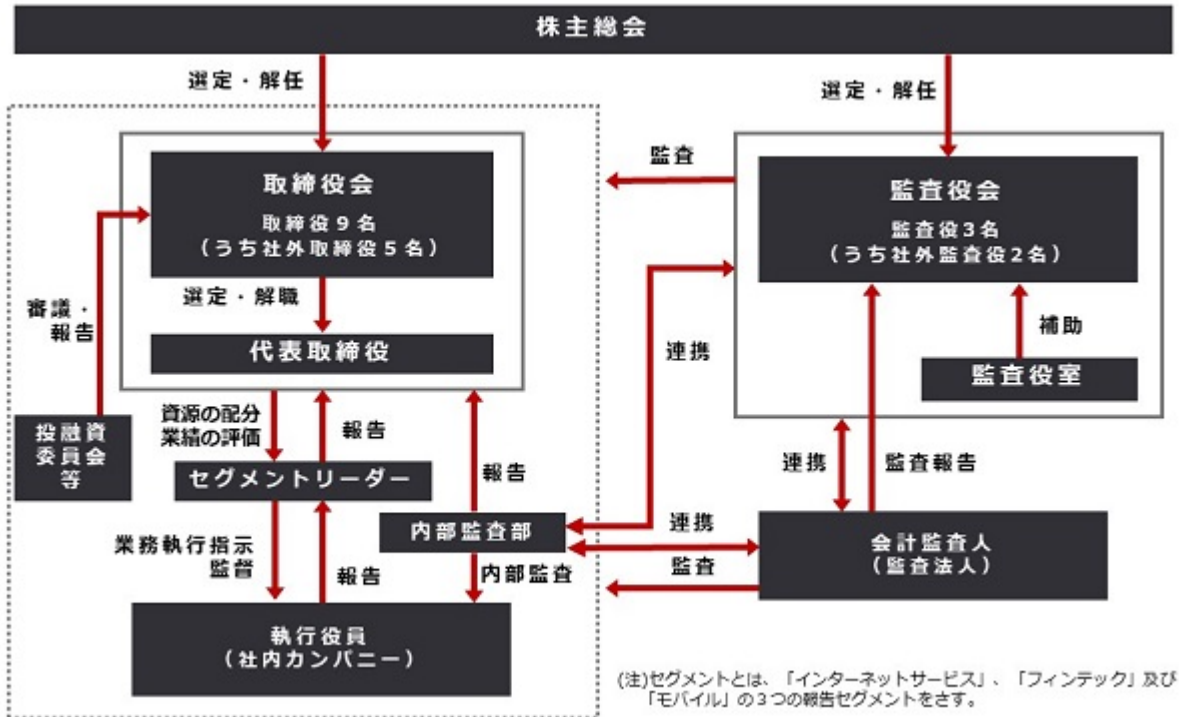 株主総会
選定・解任
選定・解任
取締役会
取締役９名
（うち社外取締役５名）
監査
監査役会
監査役3名
（うち社外監査役2名）
選定・解職
審議・
報告
代表取締役
連携
補助
監査役室
資源の配分
業績の評価
報告
投融資
委員会
等
セグメントリーダー
報告
連携
監査報告
内部監査部
連携
会計監査人
（監査法人）
業務執行指示
監督
報告
内部監査
監査
執行役員
（社内カンパニー）
(注)セグメントとは、「インターネットサービス」、「フィンテック」及び
「モバイル」の３つの報告セグメントをさす。